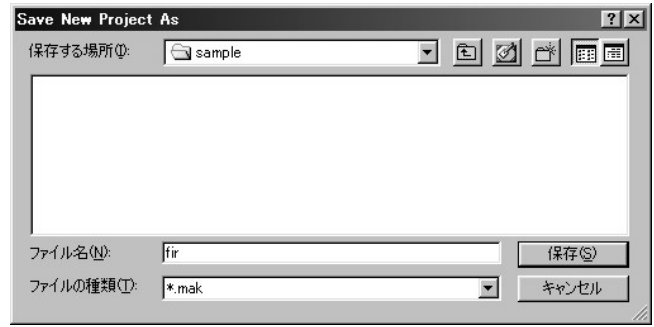 Save New Project As
保存する場所(I):
sample
ファイル名(N):
fir
保存(S)
ファイルの種類(T):
*.mak
キャンセル